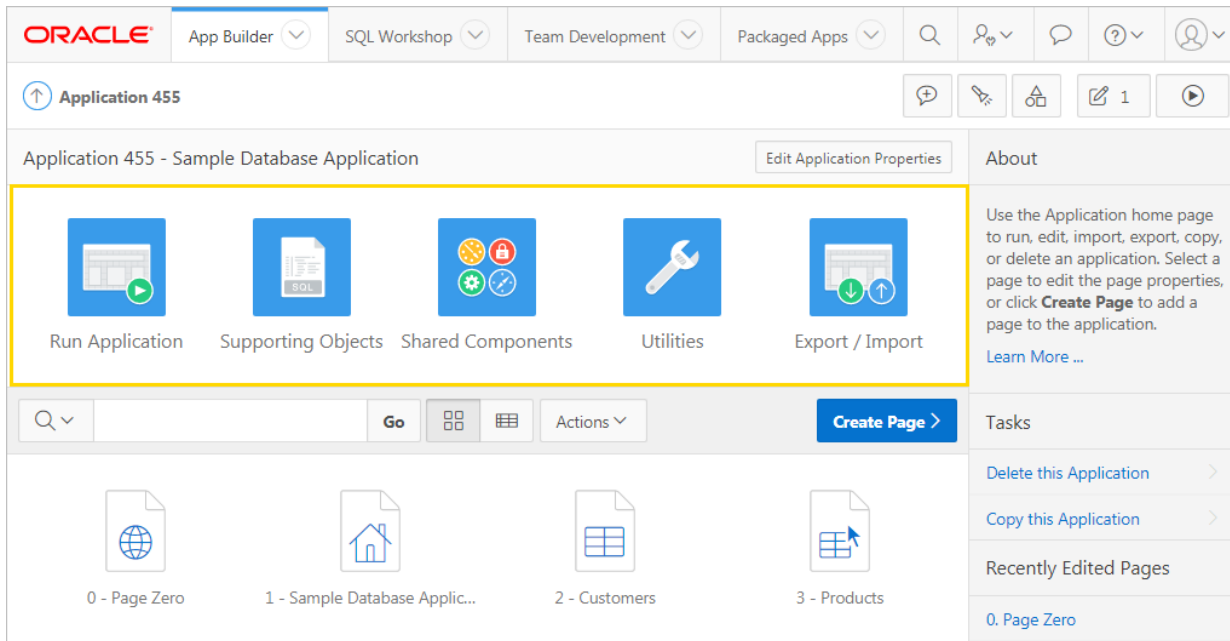 ORACLE
App Builder
SQL Workshop
Team Development
Packaged Apps
Application 455
1
Application 455 - Sample Database Application
Edit Application Properties
Run Application
SQL
Supporting Objects
Shared Components
Utilities
Export / Import
Go
Actions
Create Page
0 - Page Zero
1 - Sample Database Applic...
2 - Customers
3 - Products
About
Use the Application home page
to run, edit, import, export, copy,
or delete an application. Select a
page to edit the page properties,
or click Create Page to add a
page to the application.
Learn More ...
Tasks
Delete this Application
Copy this Application
Recently Edited Pages
0. Page Zero